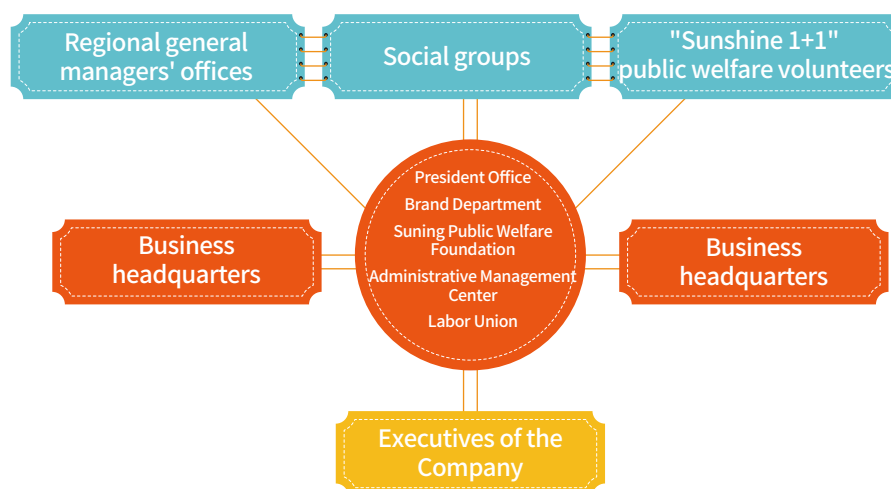 Regional general
managers' offices
Social groups
"Sunshine 1+1"
public welfare volunteers
President Office
Brand Department
Suning Public Welfare
Foundation
Administrative Management
Center
Labor Union
Business
headquarters
Business
headquarters
Executives of the
Company